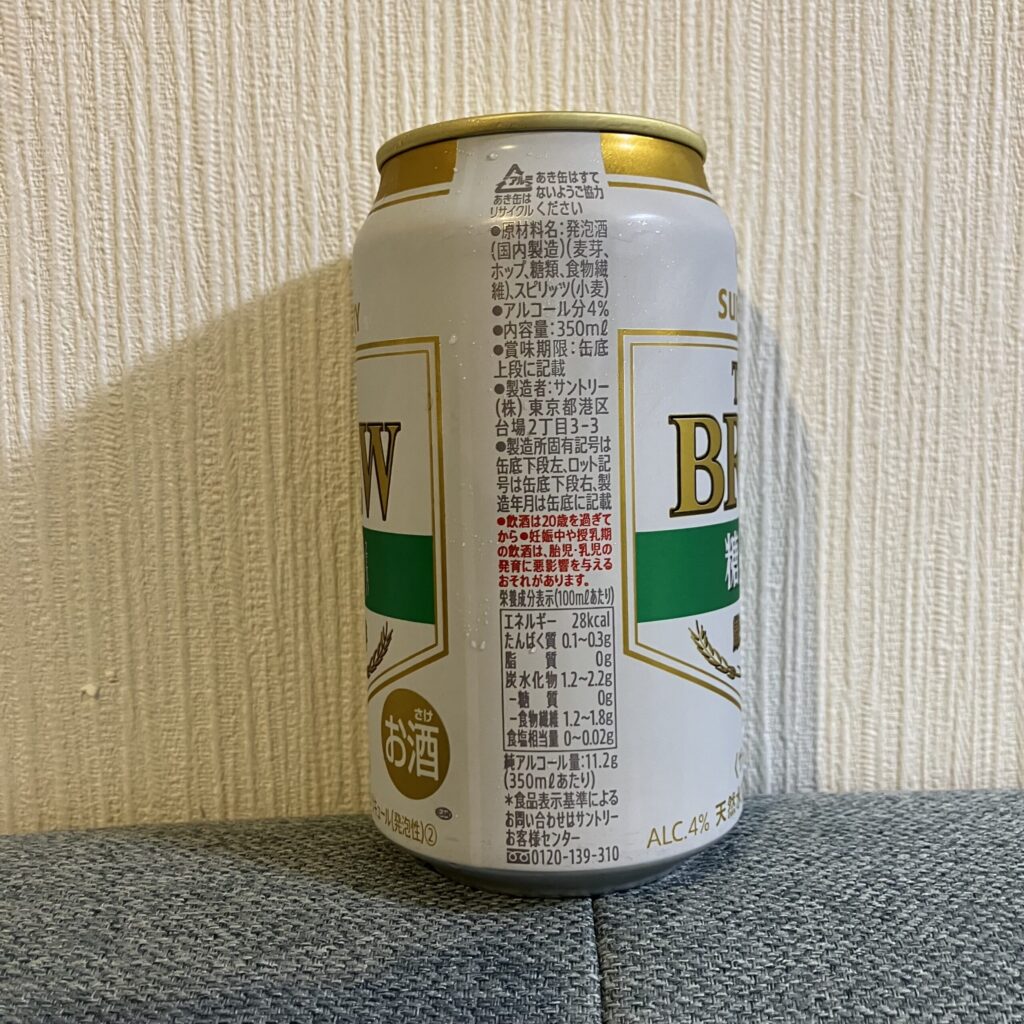 アルミ
あき缶は
リサイクル
あき缶はすて
ないようご協力
ください
●原材料名:発泡酒
(国内製造)(麦芽、
ホップ、糖類、食物繊
維)、スピリッツ(小麦)
●アルコール分4%
●内容量:350mℓ
●賞味期限:缶底
上段に記載
●製造者:サントリー
(株) 東京都港区
台場2丁目3-3
●製造所固有記号は
缶底下段左、ロット記
号は缶底下段右、製
造年月は缶底に記載
●飲酒は20歳を過ぎて
から●妊娠中や授乳期
の飲酒は、胎児・乳児の
発育に悪影響を与える
おそれがあります。
栄養成分表示(100mℓあたり)
エネルギー 28kcal
たんぱく質 0.1~0.3g
脂質 0g
炭水化物 1.2~2.2g
-糖質 0g
-食物繊維 1.2~1.8g
食塩相当量 0~0.02g
純アルコール量:11.2g
(350mℓあたり)
*食品表示基準による
お問い合わせはサントリー
お客様センター
0120-139-310
さけ
お酒
ュール(発泡性)②
W
SU
BR
糖
ALC.4% 天然水